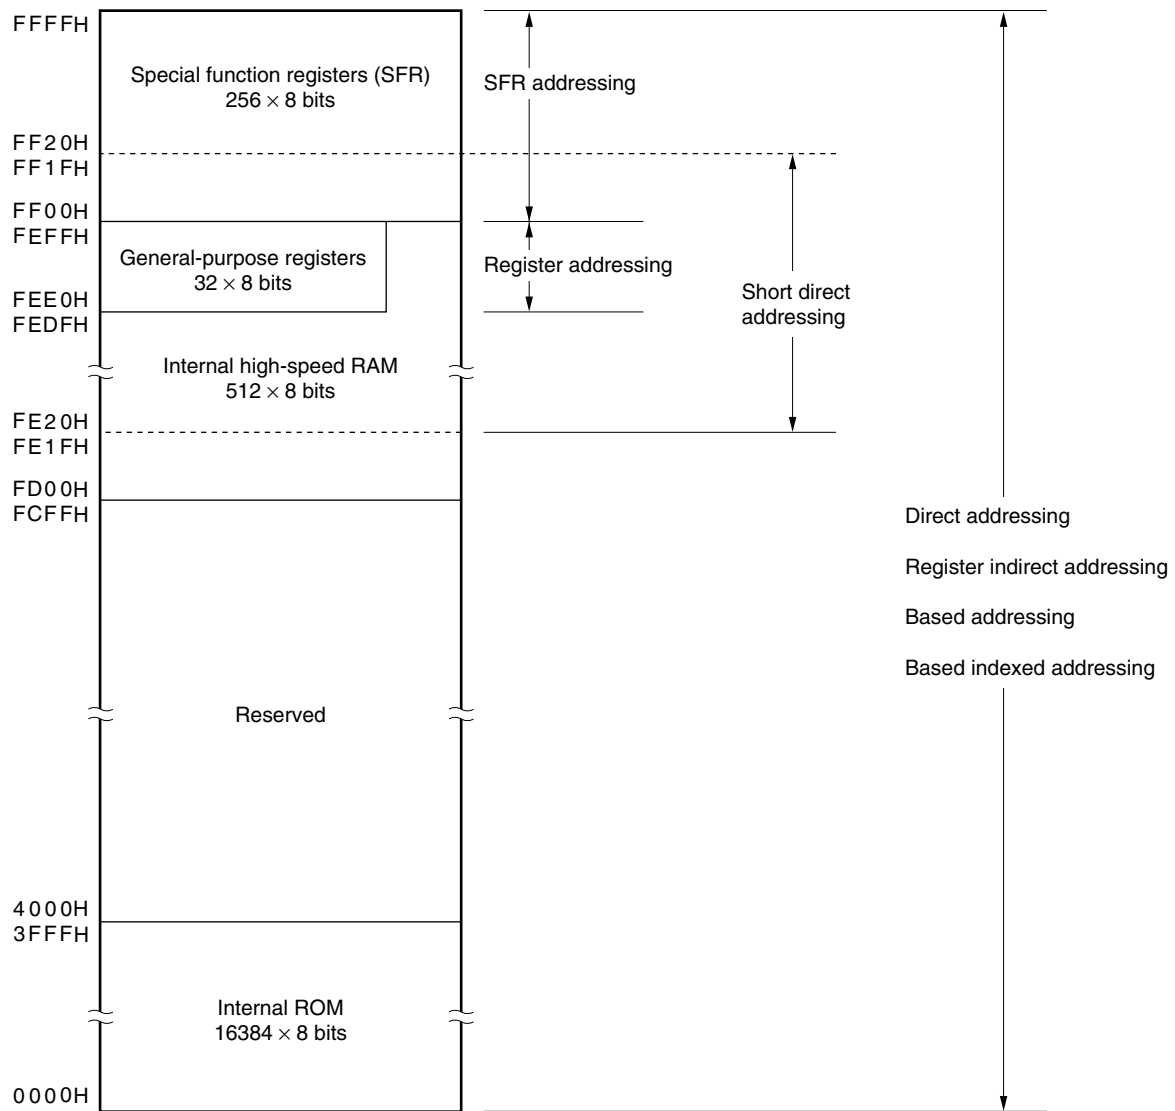 FFFFH
Special function registers (SFR)
256 × 8 bits
SFR addressing
FF20H
FF1FH
FF00H
FEFFH
General-purpose registers
32 × 8 bits
Register addressing
Short direct
addressing
FEE0H
FEDFH
Internal high-speed RAM
512 × 8 bits
FE20H
FE1FH
FD00H
FCFFH
Direct addressing
Register indirect addressing
Based addressing
Based indexed addressing
Reserved
4000H
3FFFH
Internal ROM
16384 × 8 bits
0000H